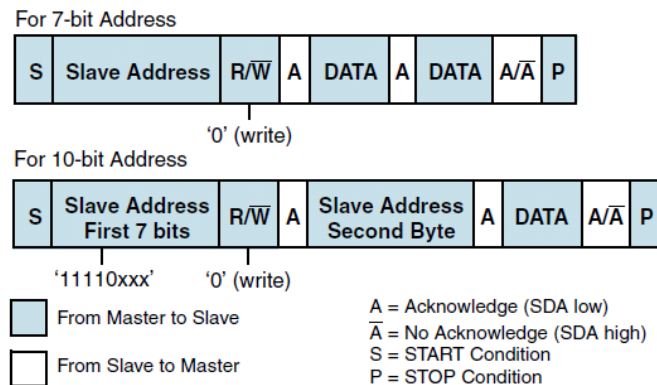 For 7-bit Address
S Slave Address R/W̅ A DATA A DATA A/A̅ P
‘0’ (write)
For 10-bit Address
S Slave Address First 7 bits R/W̅ A Slave Address Second Byte A DATA A/A̅ P
‘11110xxx’ ‘0’ (write)
From Master to Slave
From Slave to Master
A = Acknowledge (SDA low)
A̅ = No Acknowledge (SDA high)
S = START Condition
P = STOP Condition